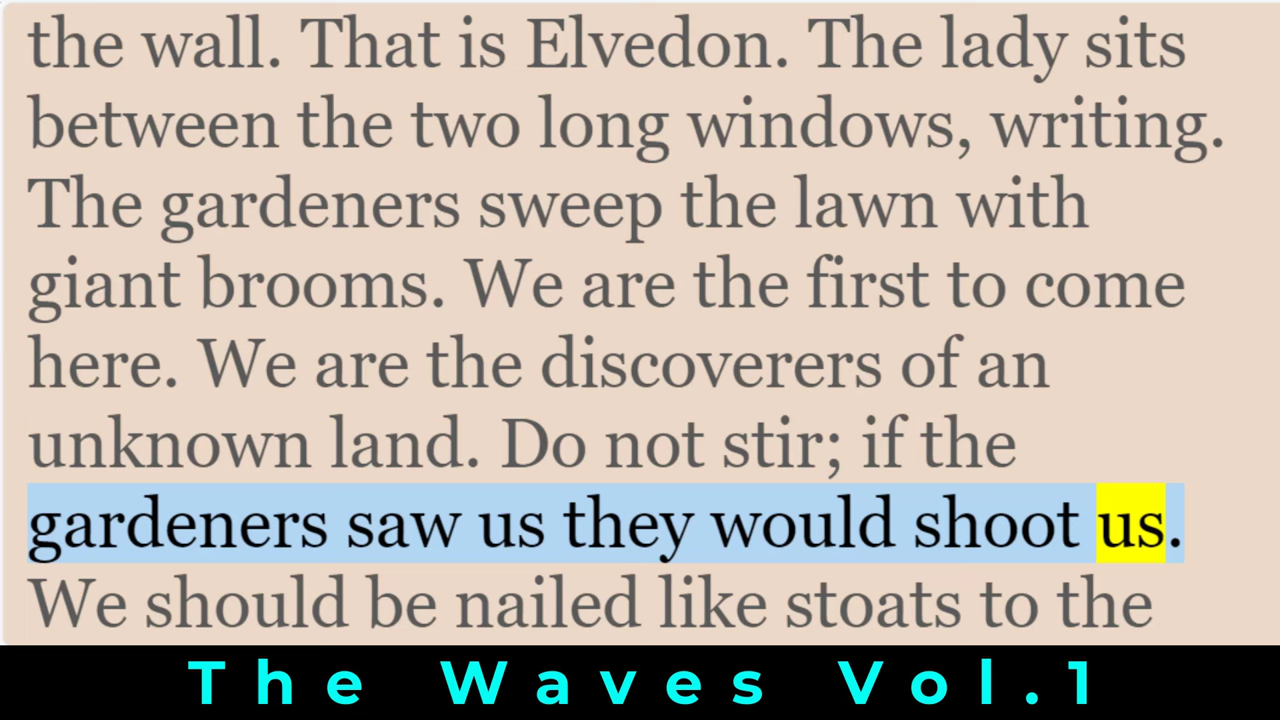 the wall. That is Elvedon. The lady sits
between the two long windows, writing.
The gardeners sweep the lawn with
giant brooms. We are the first to come
here. We are the discoverers of an
unknown land. Do not stir; if the
gardeners saw us they would shoot us.
We should be nailed like stoats to the
The Waves Vol.1